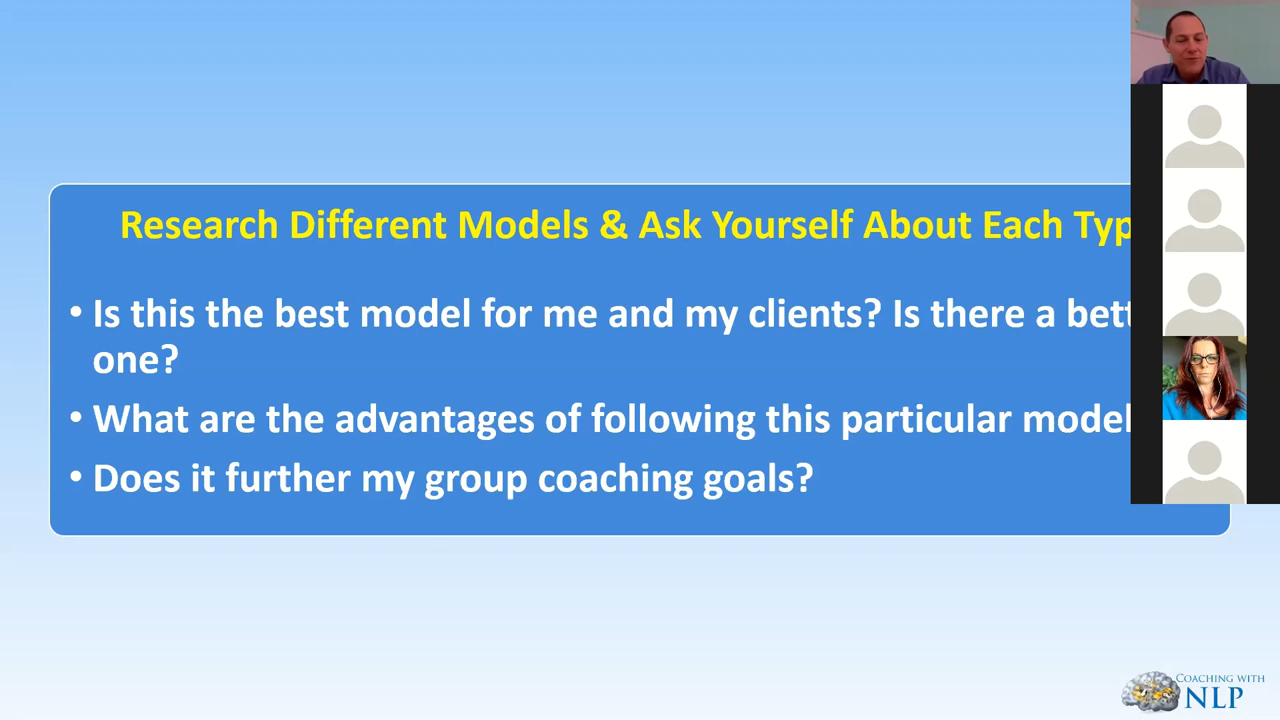 Research Different Models & Ask Yourself About Each Typ
• Is this the best model for me and my clients? Is there a bett
one?
• What are the advantages of following this particular model
• Does it further my group coaching goals?
COACHING WITH
NLP